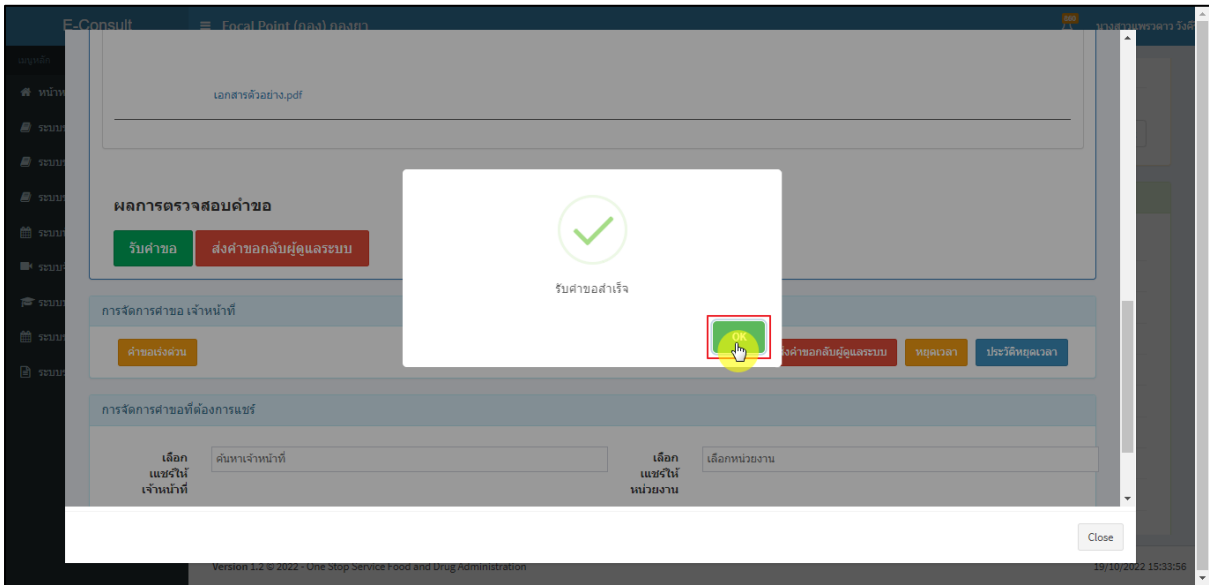 E-Consult
Focal Point (กอง) กองยา
เมนูหลัก
เอกสารตัวอย่าง.pdf
ผลการตรวจสอบคำขอ
รับคำขอ ส่งคำขอกลับผู้ดูแลระบบ
รับคำขอสำเร็จ
OK
การจัดการคำขอ เจ้าหน้าที่
คำขอเร่งด่วน ส่งคำขอกลับผู้ดูแลระบบ หยุดเวลา ประวัติหยุดเวลา
การจัดการคำขอที่ต้องการแชร์
เลือก
แชร์ให้
เจ้าหน้าที่
ค้นหาเจ้าหน้าที่
เลือก
แชร์ให้
หน่วยงาน
เลือกหน่วยงาน
Close
Version 1.2 © 2022 - One Stop Service Food and Drug Administration
19/10/2022 15:33:56